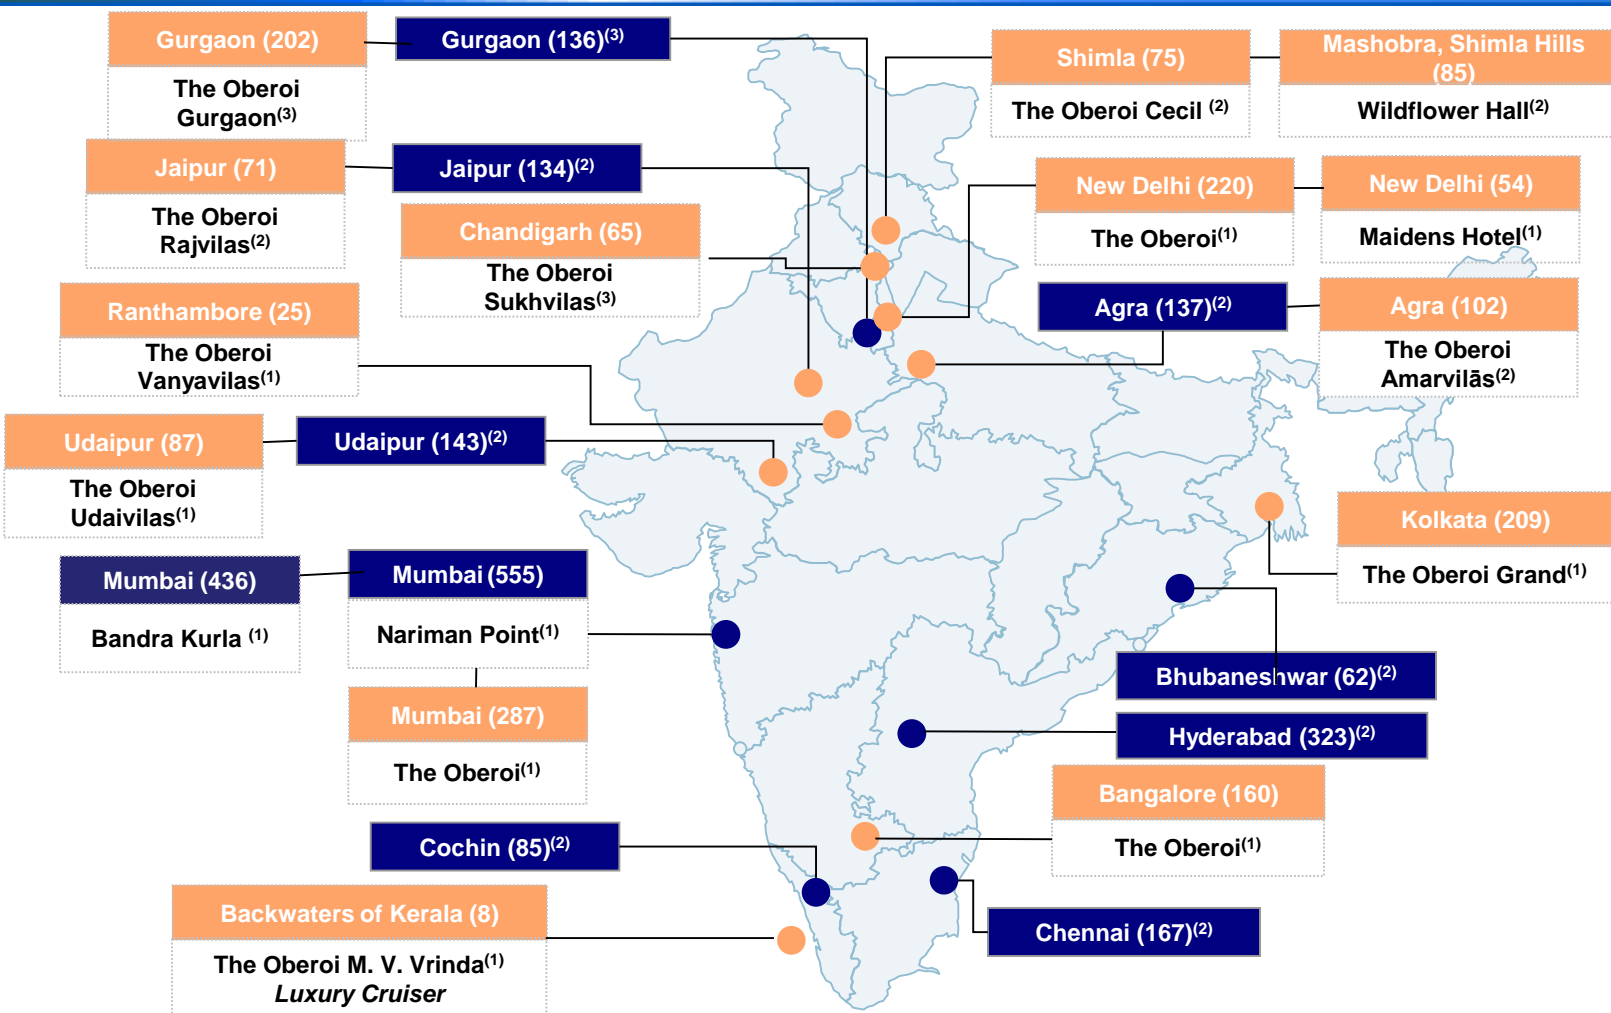 Gurgaon (202)
The Oberoi
Gurgaon(3)
Gurgaon (136)(3)
Shimla (75)
The Oberoi Cecil (2)
Mashobra, Shimla Hills
(85)
Wildflower Hall(2)
Jaipur (71)
The Oberoi
Rajvilas(2)
Jaipur (134)(2)
New Delhi (220)
The Oberoi(1)
New Delhi (54)
Maidens Hotel(1)
Chandigarh (65)
The Oberoi
Sukhvilas(3)
Ranthambore (25)
The Oberoi
Vanyavilas(1)
Agra (137)(2)
Agra (102)
The Oberoi
Amarvilās(2)
Udaipur (87)
The Oberoi
Udaivilas(1)
Udaipur (143)(2)
Kolkata (209)
The Oberoi Grand(1)
Mumbai (436)
Bandra Kurla (1)
Mumbai (555)
Nariman Point(1)
Mumbai (287)
The Oberoi(1)
Bhubaneshwar (62)(2)
Hyderabad (323)(2)
Bangalore (160)
The Oberoi(1)
Cochin (85)(2)
Chennai (167)(2)
Backwaters of Kerala (8)
The Oberoi M. V. Vrinda(1)
Luxury Cruiser